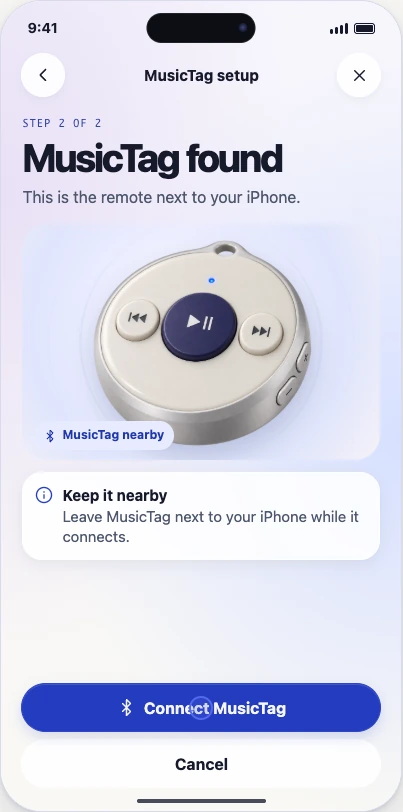 9:41
MusicTag setup
STEP 2 OF 2
MusicTag found
This is the remote next to your iPhone.
MusicTag nearby
Keep it nearby
Leave MusicTag next to your iPhone while it
connects.
Connect MusicTag
Cancel